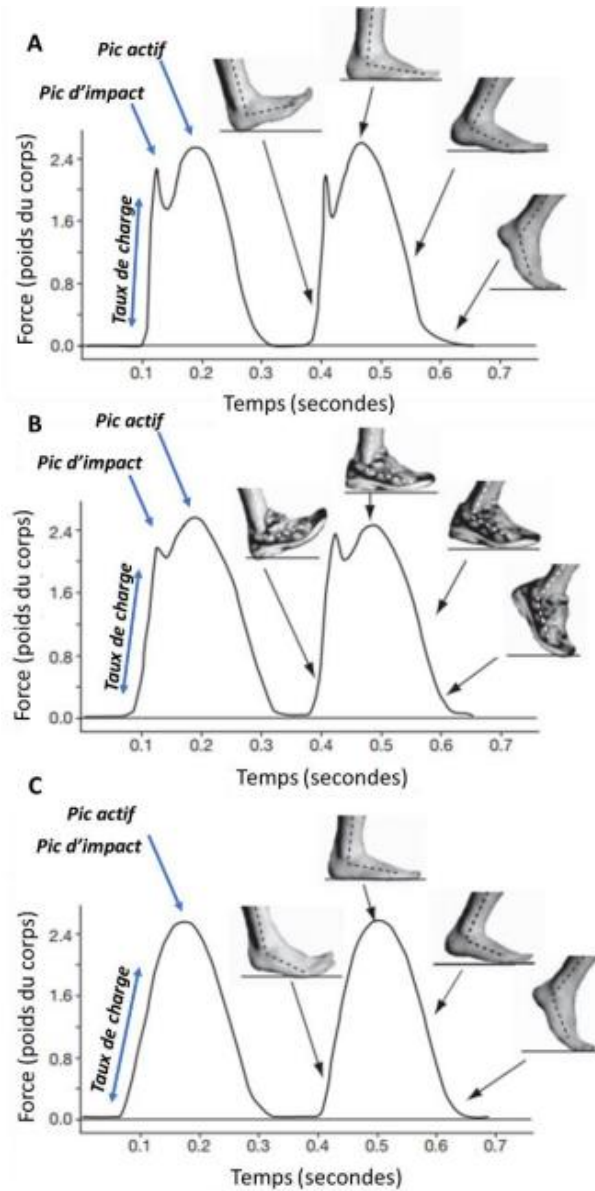 A
Pic actif
Pic d'impact
Taux de charge
Force (poids du corps)
2.4
1.6
0.8
0.0
0.1 0.2 0.3 0.4 0.5 0.6 0.7
Temps (secondes)
B
Pic actif
Pic d'impact
Taux de charge
Force (poids du corps)
2.4
1.6
0.8
0.0
0.1 0.2 0.3 0.4 0.5 0.6 0.7
Temps (secondes)
C
Pic actif
Pic d'impact
Taux de charge
Force (poids du corps)
2.4
1.6
0.8
0.0
0.1 0.2 0.3 0.4 0.5 0.6 0.7
Temps (secondes)